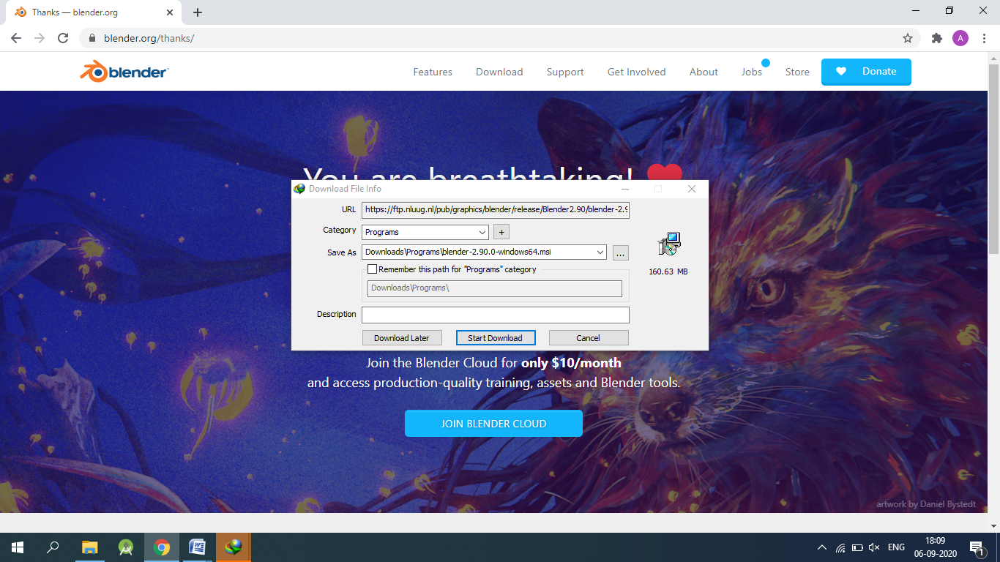 Thanks — blender.org
blender.org/thanks/
A
blender
Features Download Support Get Involved About Jobs Store Donate
You are breathtaking!
Download File Info
URL https://ftp.nluug.nl/pub/graphics/blender/release/Blender2.90/blender-2.9
Category Programs +
Save As Downloads\Programs\blender-2.90.0-windows64.msi ...
Remember this path for "Programs" category
160.63 MB
Downloads\Programs\
Description
Download Later Start Download Cancel
Join the Blender Cloud for only $10/month
and access production-quality training, assets and Blender tools.
JOIN BLENDER CLOUD
artwork by Daniel Bystedt
ENG 18:09
06-09-2020
1